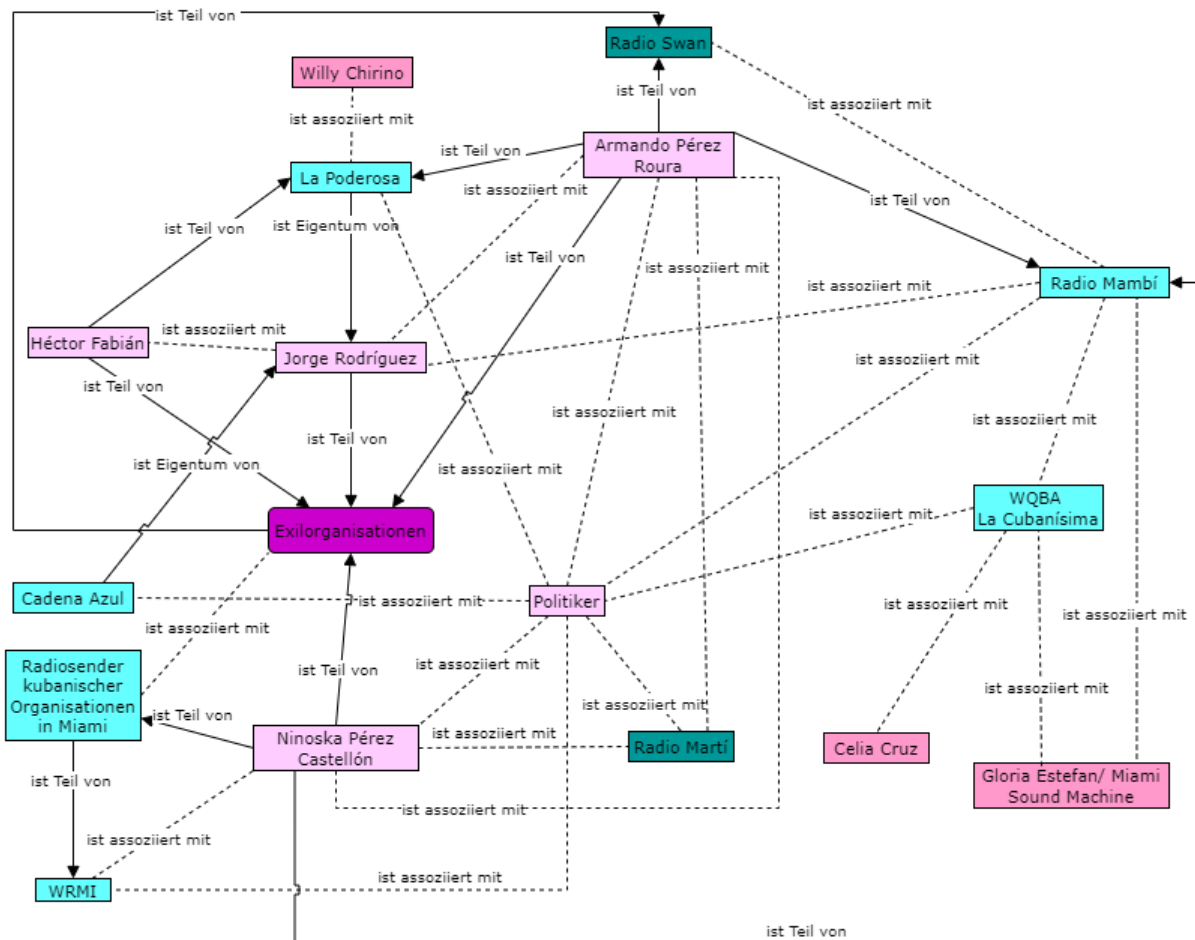 ist Teil von
Radio Swan
Willy Chirino
ist Teil von
ist assoziiert mit
ist assoziiert mit
Armando Pérez
Roura
ist Teil von
La Poderosa
ist assoziiert mit
ist Teil von
ist Teil von
ist Eigentum von
ist Teil von
ist assoziiert mit
Radio Mambí
ist assoziiert mit
Héctor Fabián
ist assoziiert mit
Jorge Rodríguez
ist assoziiert mit
ist Teil von
ist assoziiert mit
ist assoziiert mit
ist Teil von
ist Eigentum von
ist assoziiert mit
WQBA
La Cubanísima
ist assoziiert mit
Exilorganisationen
Cadena Azul
ist assoziiert mit
Politiker
ist assoziiert mit
ist assoziiert mit
ist assoziiert mit
Radiosender
kubanischer
Organisationen
in Miami
ist Teil von
ist assoziiert mit
ist assoziiert mit
ist assoziiert mit
ist Teil von
Ninoska Pérez
Castellón
ist assoziiert mit
Radio Martí
Celia Cruz
ist Teil von
Gloria Estefan/ Miami
Sound Machine
ist assoziiert mit
ist assoziiert mit
WRMI
ist assoziiert mit
ist Teil von